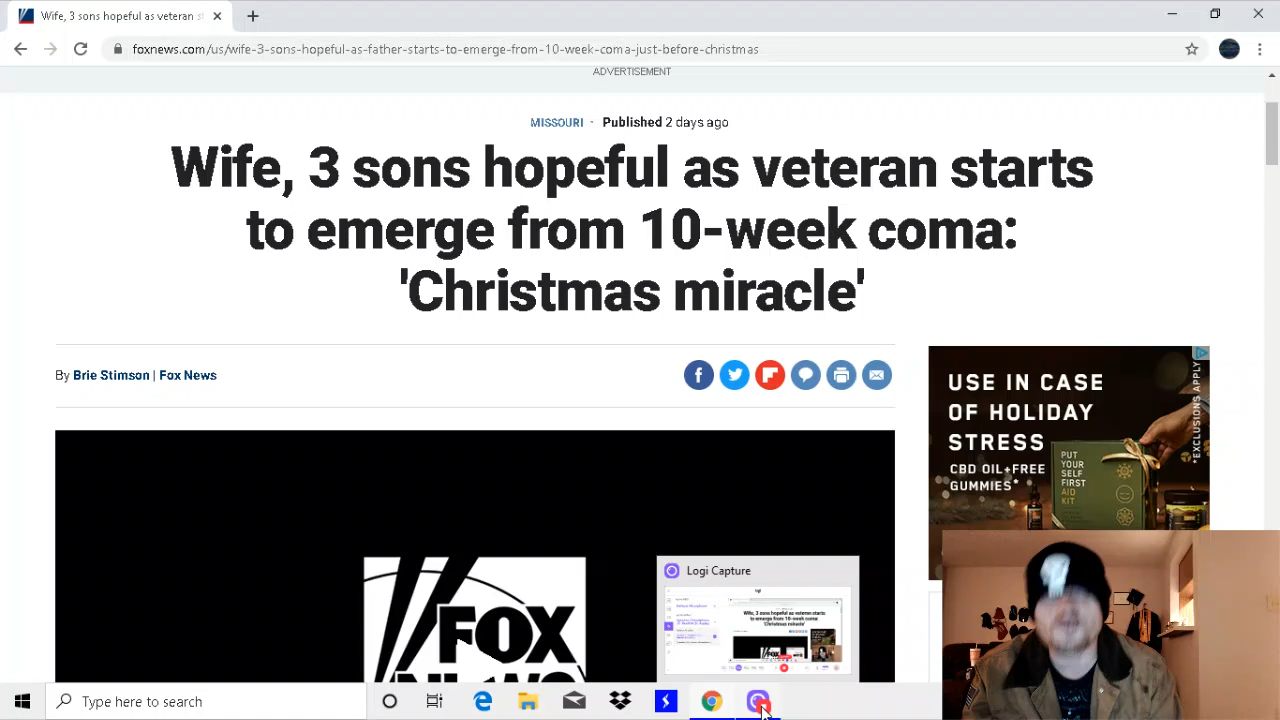 Wife, 3 sons hopeful as veteran s
foxnews.com/us/wife-3-sons-hopeful-as-father-starts-to-emerge-from-10-week-coma-just-before-christmas
ADVERTISEMENT
MISSOURI - Published 2 days ago
Wife, 3 sons hopeful as veteran starts
to emerge from 10-week coma:
'Christmas miracle'
By Brie Stimson | Fox News
USE IN CASE
OF HOLIDAY
STRESS
CBD OIL+FREE
GUMMIES*
*EXCLUSIONS APPLY
PUT
YOUR
SELF
FIRST
AID
KIT
FOX
NEWS
Logi Capture
Wife, 3 sons hopeful as veteran starts
to emerge from 10-week coma:
'Christmas miracle'
Type here to search